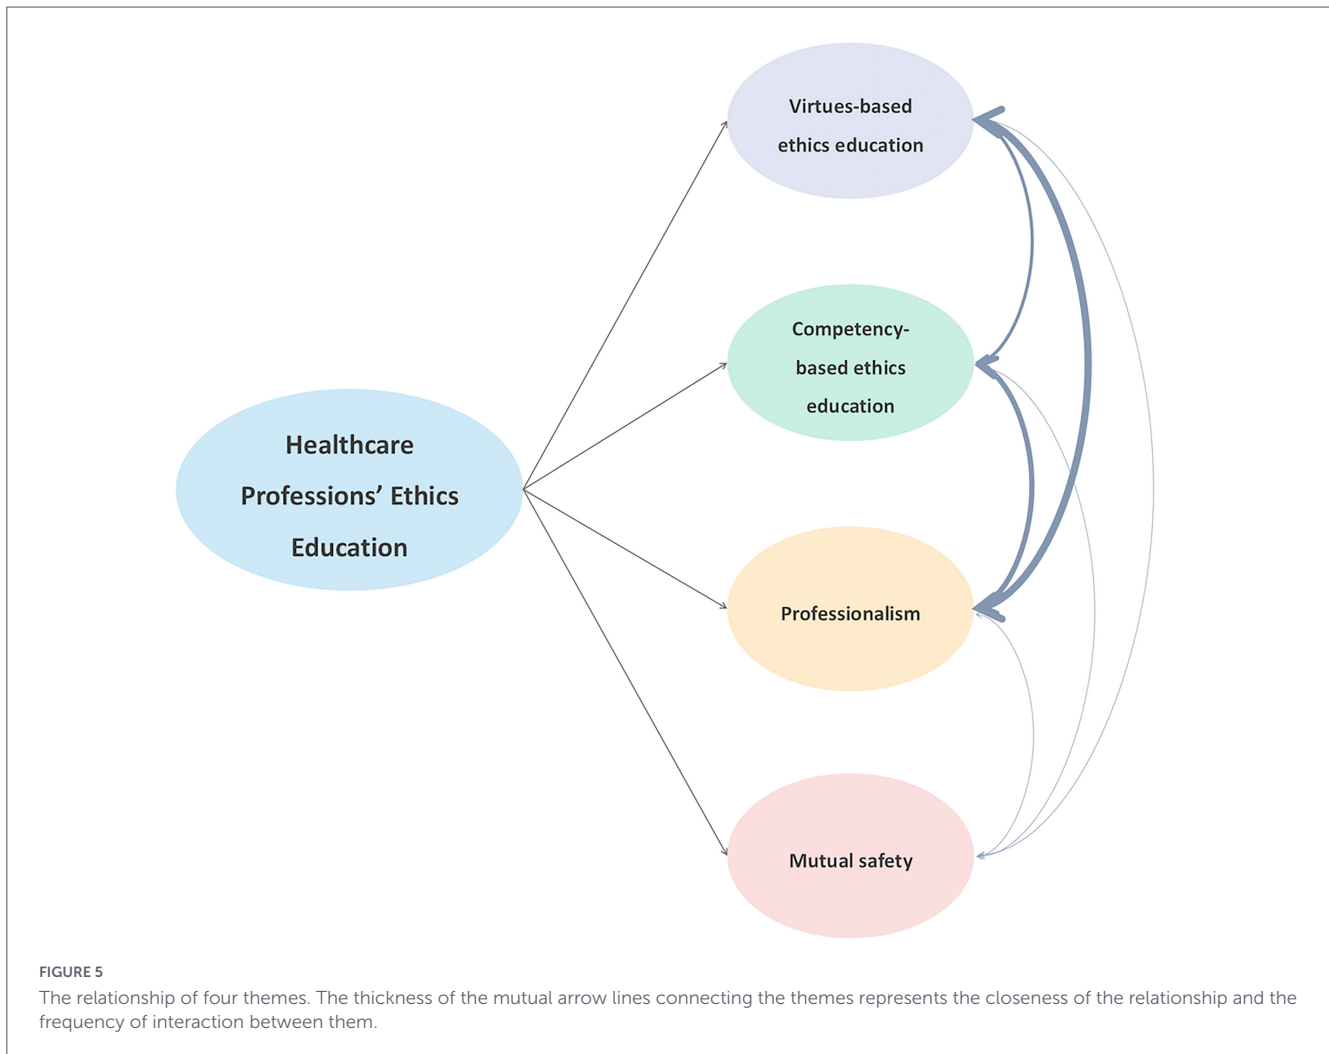 Virtues-based
ethics education
Competency-
based ethics
education
Healthcare
Professions’ Ethics
Education
Professionalism
Mutual safety
FIGURE 5
The relationship of four themes. The thickness of the mutual arrow lines connecting the themes represents the closeness of the relationship and the
frequency of interaction between them.